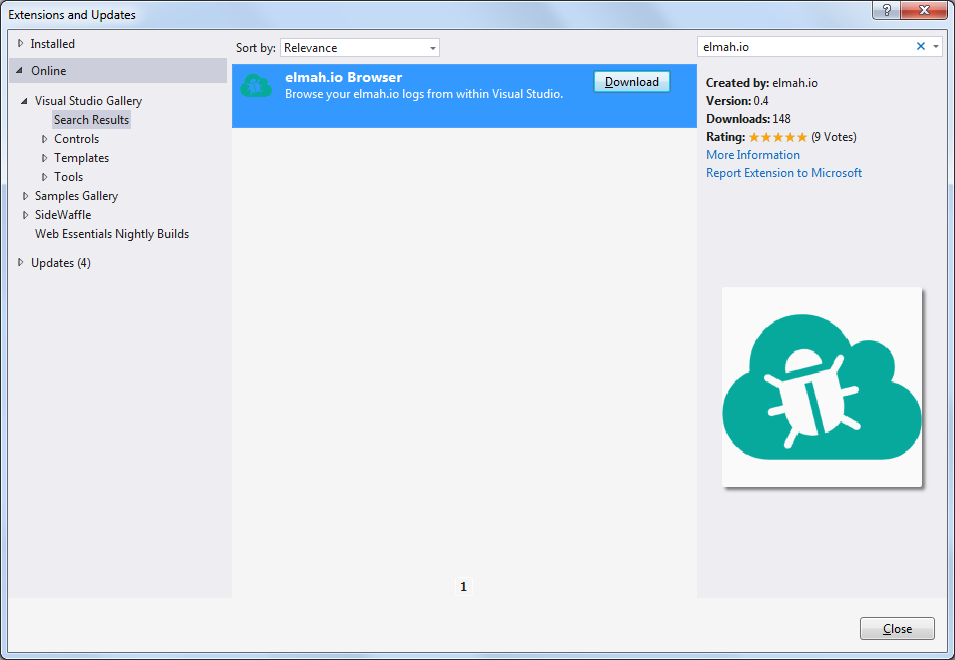 Extensions and Updates
?
Installed
Online
Visual Studio Gallery
Search Results
Controls
Templates
Tools
Samples Gallery
SideWaffle
Web Essentials Nightly Builds
Updates (4)
Sort by: Relevance
elmah.io Browser
Browse your elmah.io logs from within Visual Studio.
Download
1
elmah.io
Created by: elmah.io
Version: 0.4
Downloads: 148
Rating: ★★★★★ (9 Votes)
More Information
Report Extension to Microsoft
Close